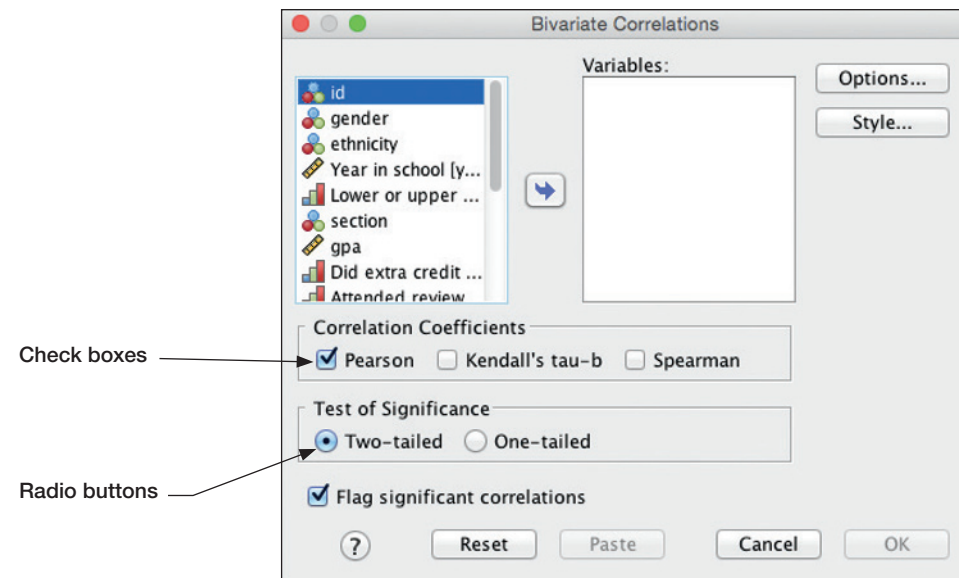 Bivariate Correlations
Variables:
id
gender
ethnicity
Year in school [y...
Lower or upper ...
section
gpa
Did extra credit ...
Attended review
Options...
Style...
Correlation Coefficients
Check boxes
Pearson Kendall's tau-b Spearman
Test of Significance
Two-tailed One-tailed
Radio buttons
Flag significant correlations
? Reset Paste Cancel OK